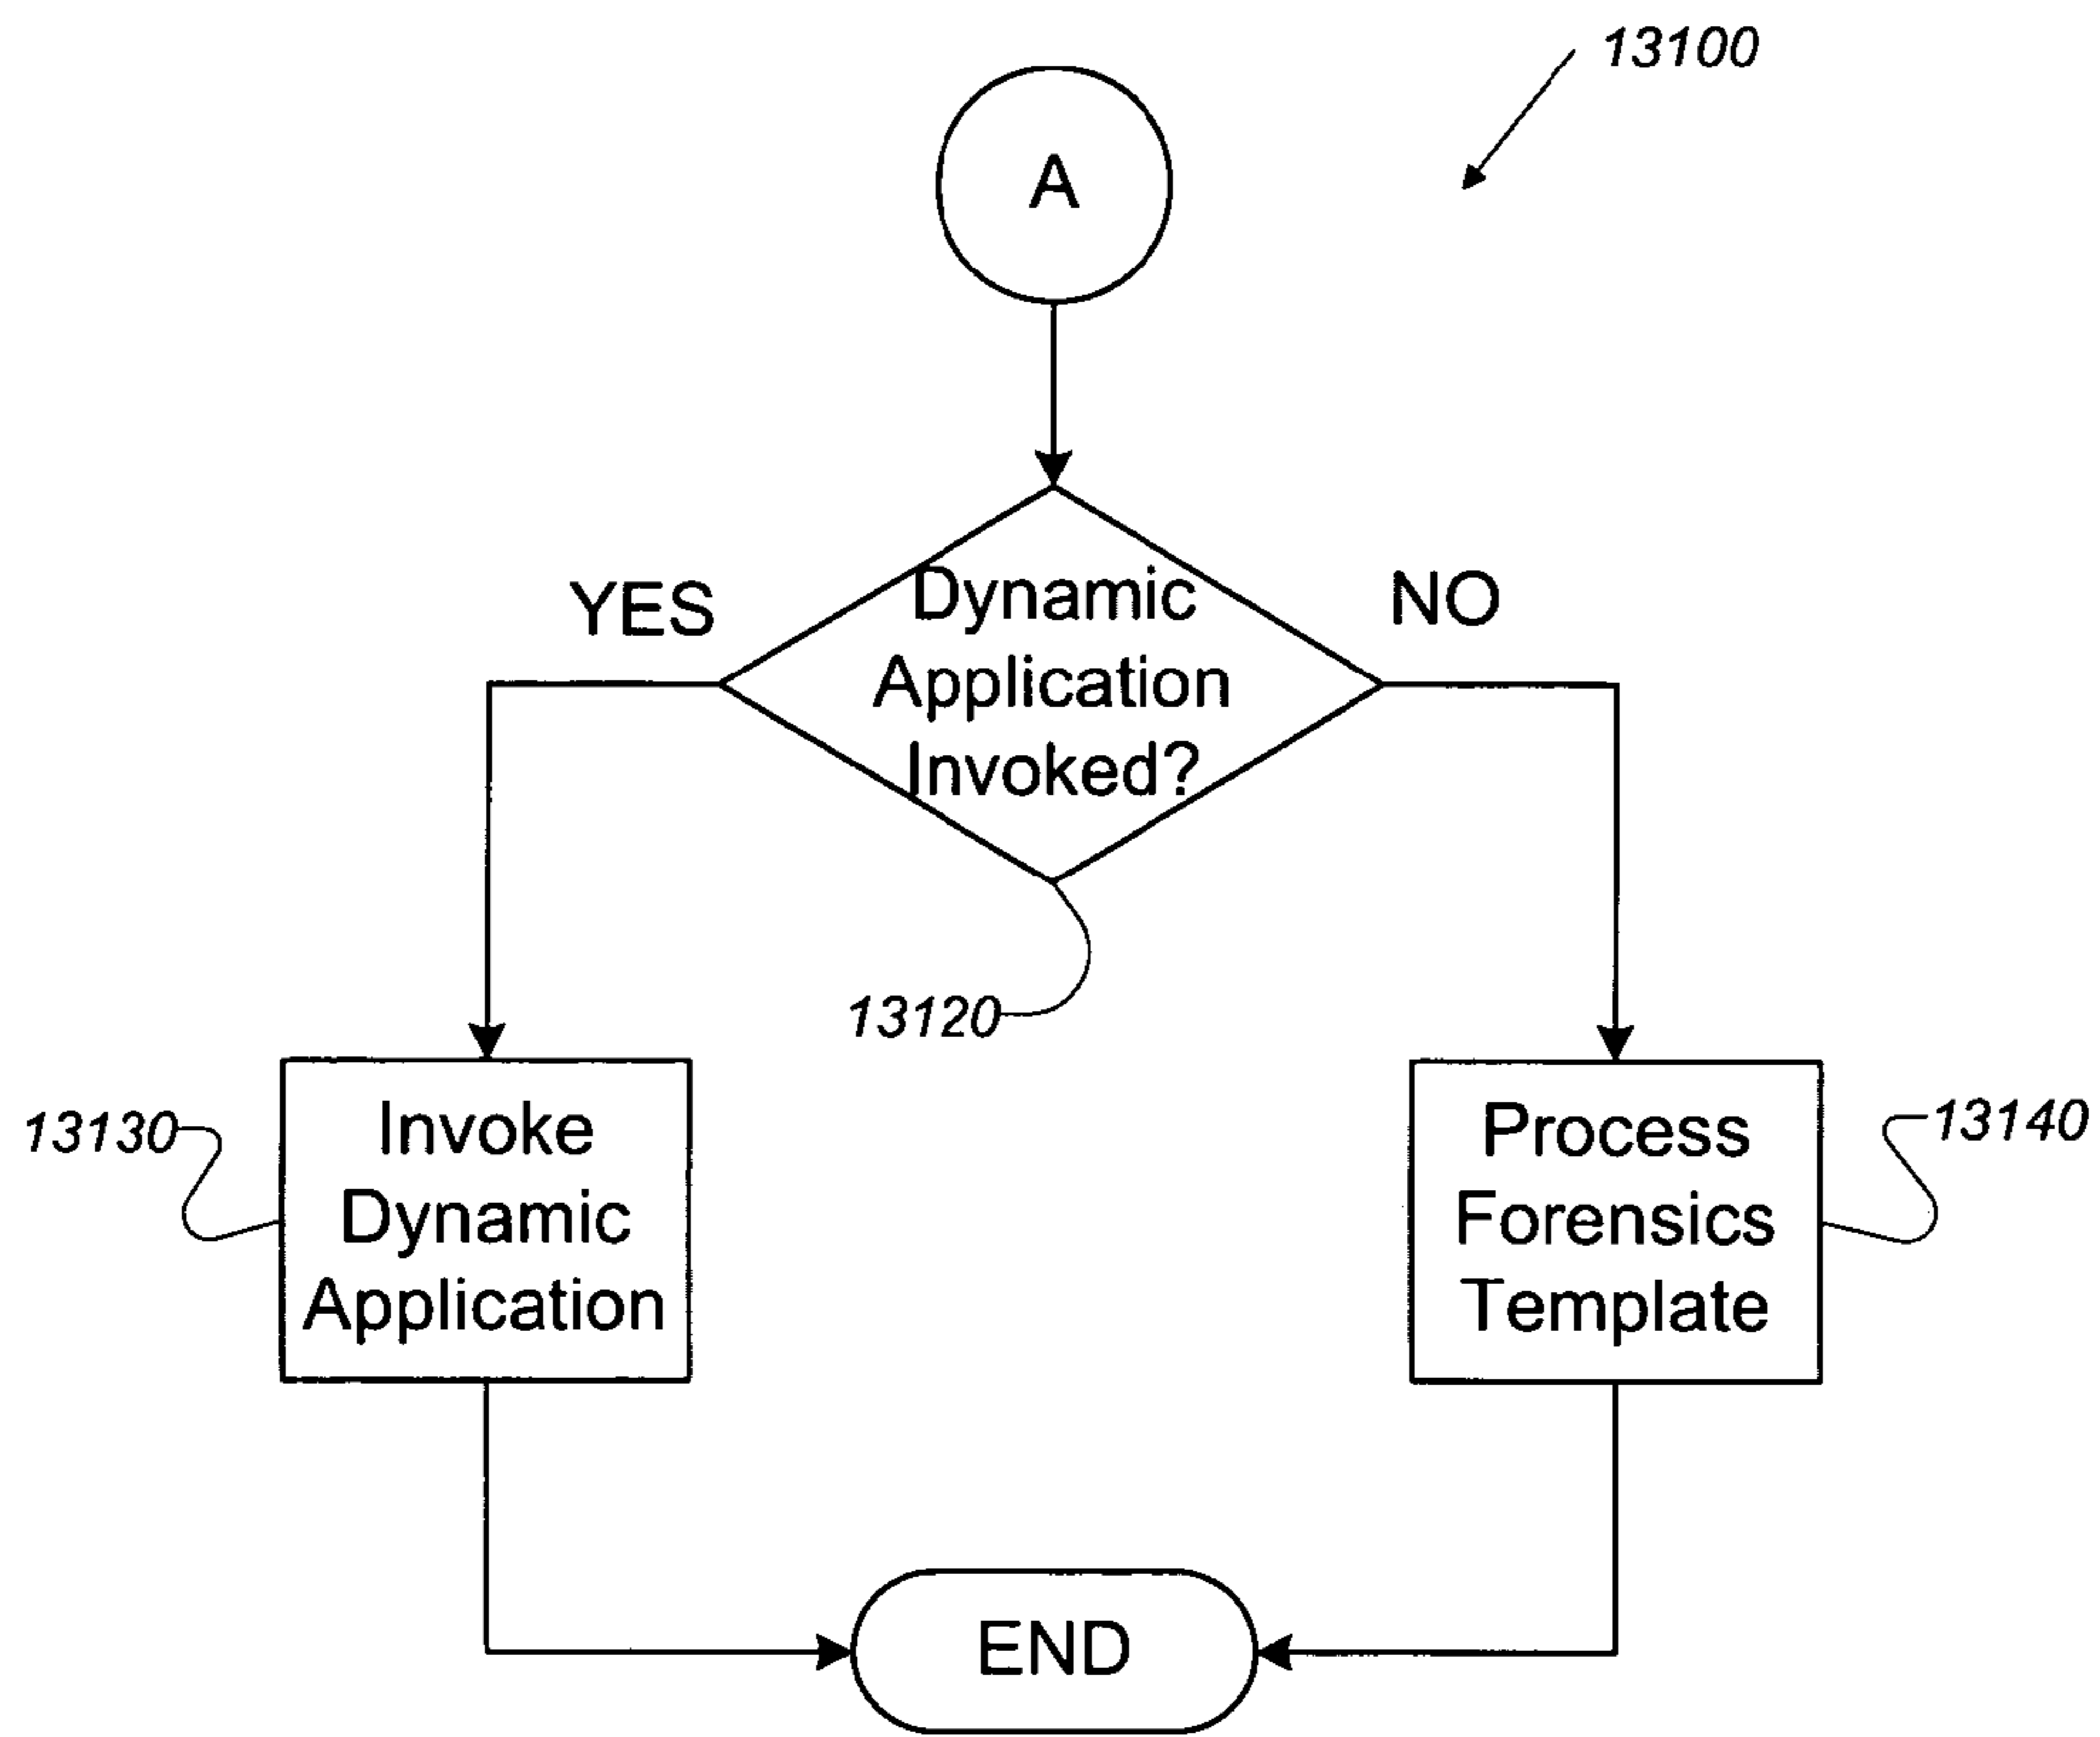 13100
A
YES
NO
Dynamic
Application
Invoked?
13120
13130
Invoke
Dynamic
Application
Process
Forensics
Template
13140
END